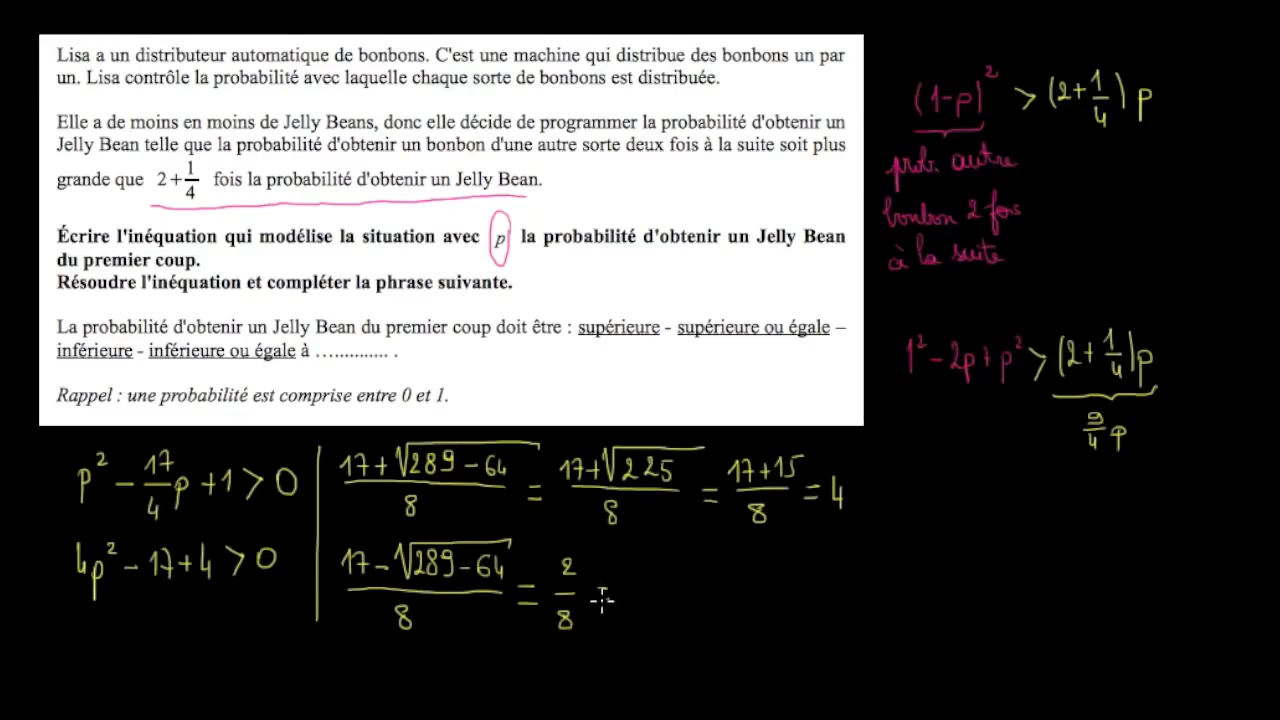 Lisa a un distributeur automatique de bonbons. C'est une machine qui distribue des bonbons un par
un. Lisa contrôle la probabilité avec laquelle chaque sorte de bonbons est distribuée.
Elle a de moins en moins de Jelly Beans, donc elle décide de programmer la probabilité d'obtenir un
Jelly Bean telle que la probabilité d'obtenir un bonbon d'une autre sorte deux fois à la suite soit plus
grande que 2+1/4 fois la probabilité d'obtenir un Jelly Bean.
Écrire l'inéquation qui modélise la situation avec p la probabilité d'obtenir un Jelly Bean
du premier coup.
Résoudre l'inéquation et compléter la phrase suivante.
La probabilité d'obtenir un Jelly Bean du premier coup doit être : supérieure - supérieure ou égale –
inférieure - inférieure ou égale à ….......... .
Rappel : une probabilité est comprise entre 0 et 1.
(1-p)² > (2+1/4) p
prob. autre
bonbon 2 fois
à la suite
1² - 2p + p² > (2+1/4)p
9/4 p
p² - 17/4 p + 1 > 0
4p² - 17 + 4 > 0
17+√289-64 / 8 = 17+√225 / 8 = 17+15 / 8 = 4
17-√289-64 / 8 = 2/8